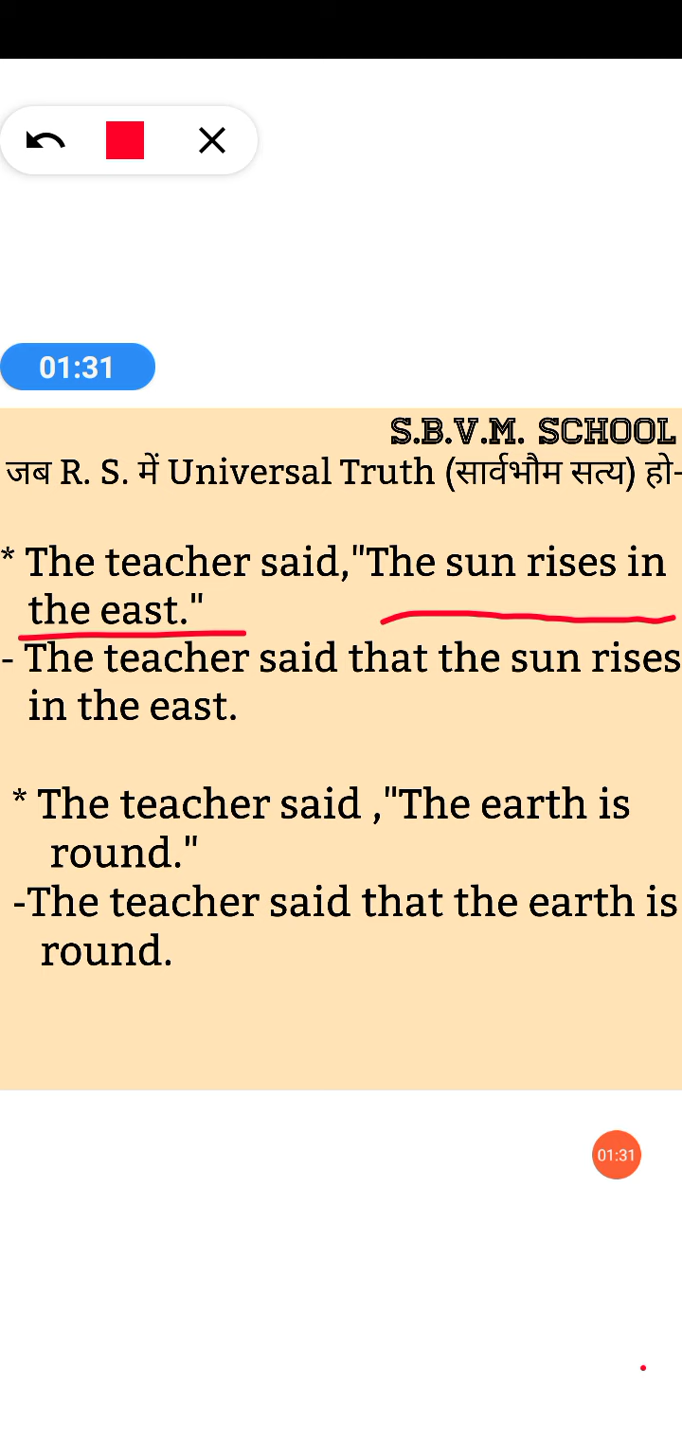 01:31
S.B.V.M. SCHOOL
जब R. S. में Universal Truth (सार्वभौम सत्य) हो-
* The teacher said,"The sun rises in
the east."
- The teacher said that the sun rises
in the east.
* The teacher said ,"The earth is
round."
-The teacher said that the earth is
round.
01:31